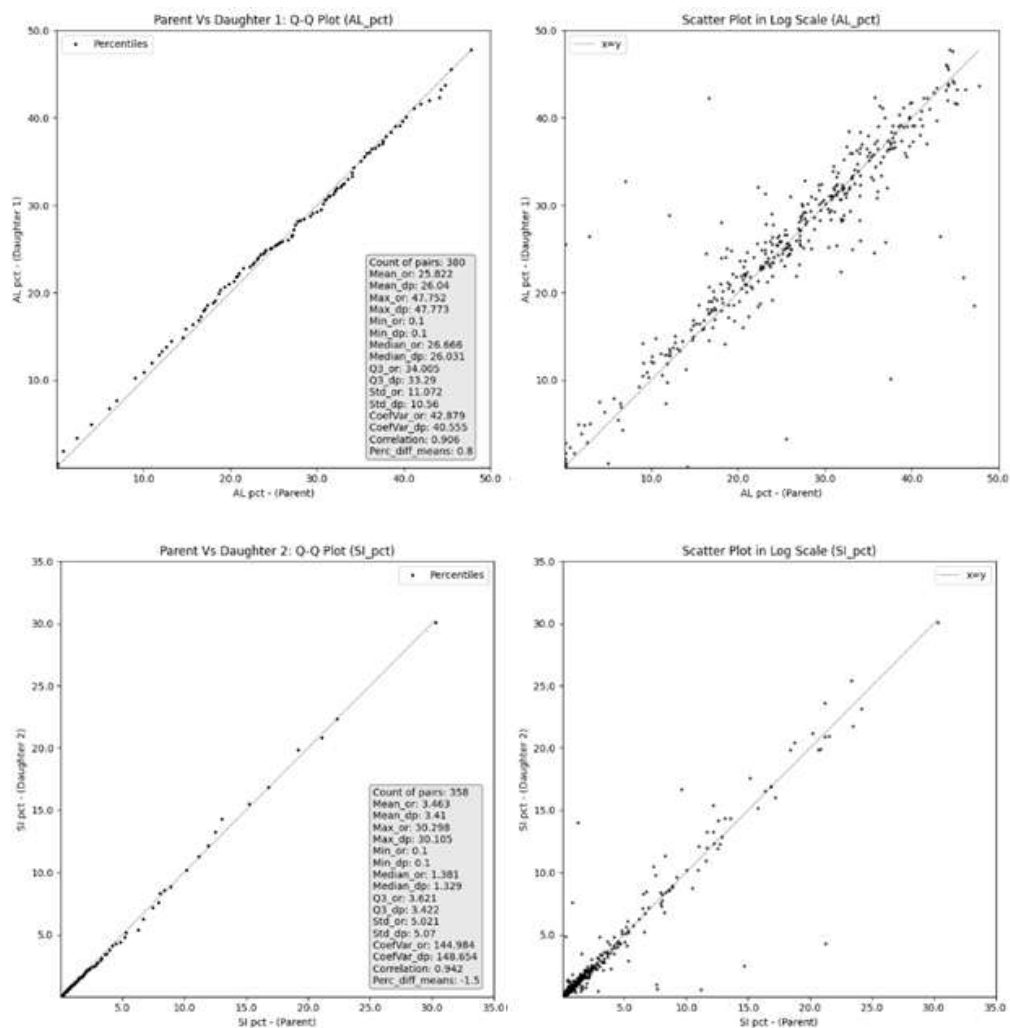 Parent Vs Daughter 1: Q-Q Plot (AL_pct)
Percentiles
50.0
40.0
30.0
20.0
10.0
AL pct - (Daughter 1)
Count of pairs: 380
Mean_or: 25.822
Mean_dp: 26.04
Max_or: 47.752
Max_dp: 47.773
Min_or: 0.1
Min_dp: 0.1
Median_or: 26.666
Median_dp: 26.031
Q3_or: 34.005
Q3_dp: 33.29
Std_or: 11.072
Std_dp: 10.56
CoefVar_or: 42.879
CoefVar_dp: 40.555
Correlation: 0.906
Perc_diff_means: 0.8
10.0 20.0 30.0 40.0 50.0
AL pct - (Parent)
Scatter Plot in Log Scale (AL_pct)
x=y
50.0
40.0
30.0
20.0
10.0
AL pct - (Daughter 1)
10.0 20.0 30.0 40.0 50.0
AL pct - (Parent)
Parent Vs Daughter 2: Q-Q Plot (SI_pct)
Percentiles
35.0
30.0
25.0
20.0
15.0
10.0
5.0
SI pct - (Daughter 2)
Count of pairs: 358
Mean_or: 3.463
Mean_dp: 3.41
Max_or: 30.298
Max_dp: 30.105
Min_or: 0.1
Min_dp: 0.1
Median_or: 1.381
Median_dp: 1.329
Q3_or: 3.621
Q3_dp: 3.422
Std_or: 5.021
Std_dp: 5.07
CoefVar_or: 144.984
CoefVar_dp: 148.654
Correlation: 0.942
Perc_diff_means: -1.5
5.0 10.0 15.0 20.0 25.0 30.0 35.0
SI pct - (Parent)
Scatter Plot in Log Scale (SI_pct)
x=y
35.0
30.0
25.0
20.0
15.0
10.0
5.0
SI pct - (Daughter 2)
5.0 10.0 15.0 20.0 25.0 30.0 35.0
SI pct - (Parent)